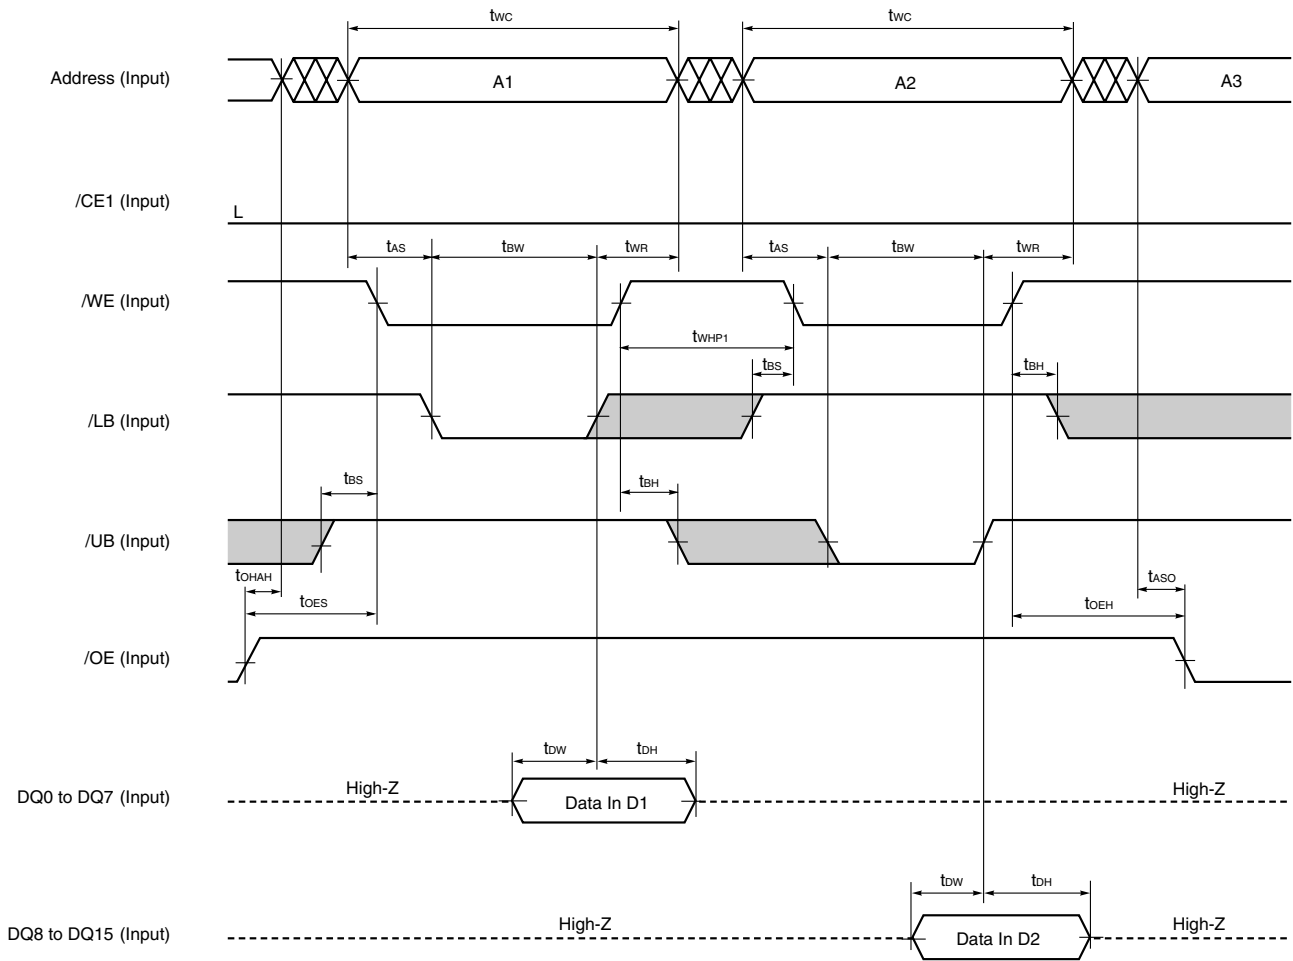 tWC tWC
Address (Input) A1 A2 A3
/CE1 (Input) L
tAS tBW tWR tAS tBW tWR
/WE (Input)
tWHP1
tBS tBH
/LB (Input)
tBS tBH
/UB (Input)
tOHAH tASO
tOES tOEH
/OE (Input)
tDW tDH
DQ0 to DQ7 (Input) High-Z Data In D1 High-Z
tDW tDH
DQ8 to DQ15 (Input) High-Z Data In D2 High-Z